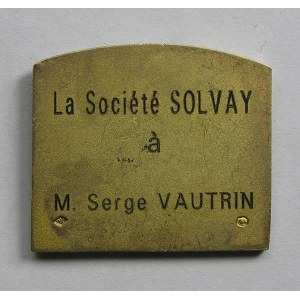 La Société SOLVAY
à
M. Serge VAUTRIN